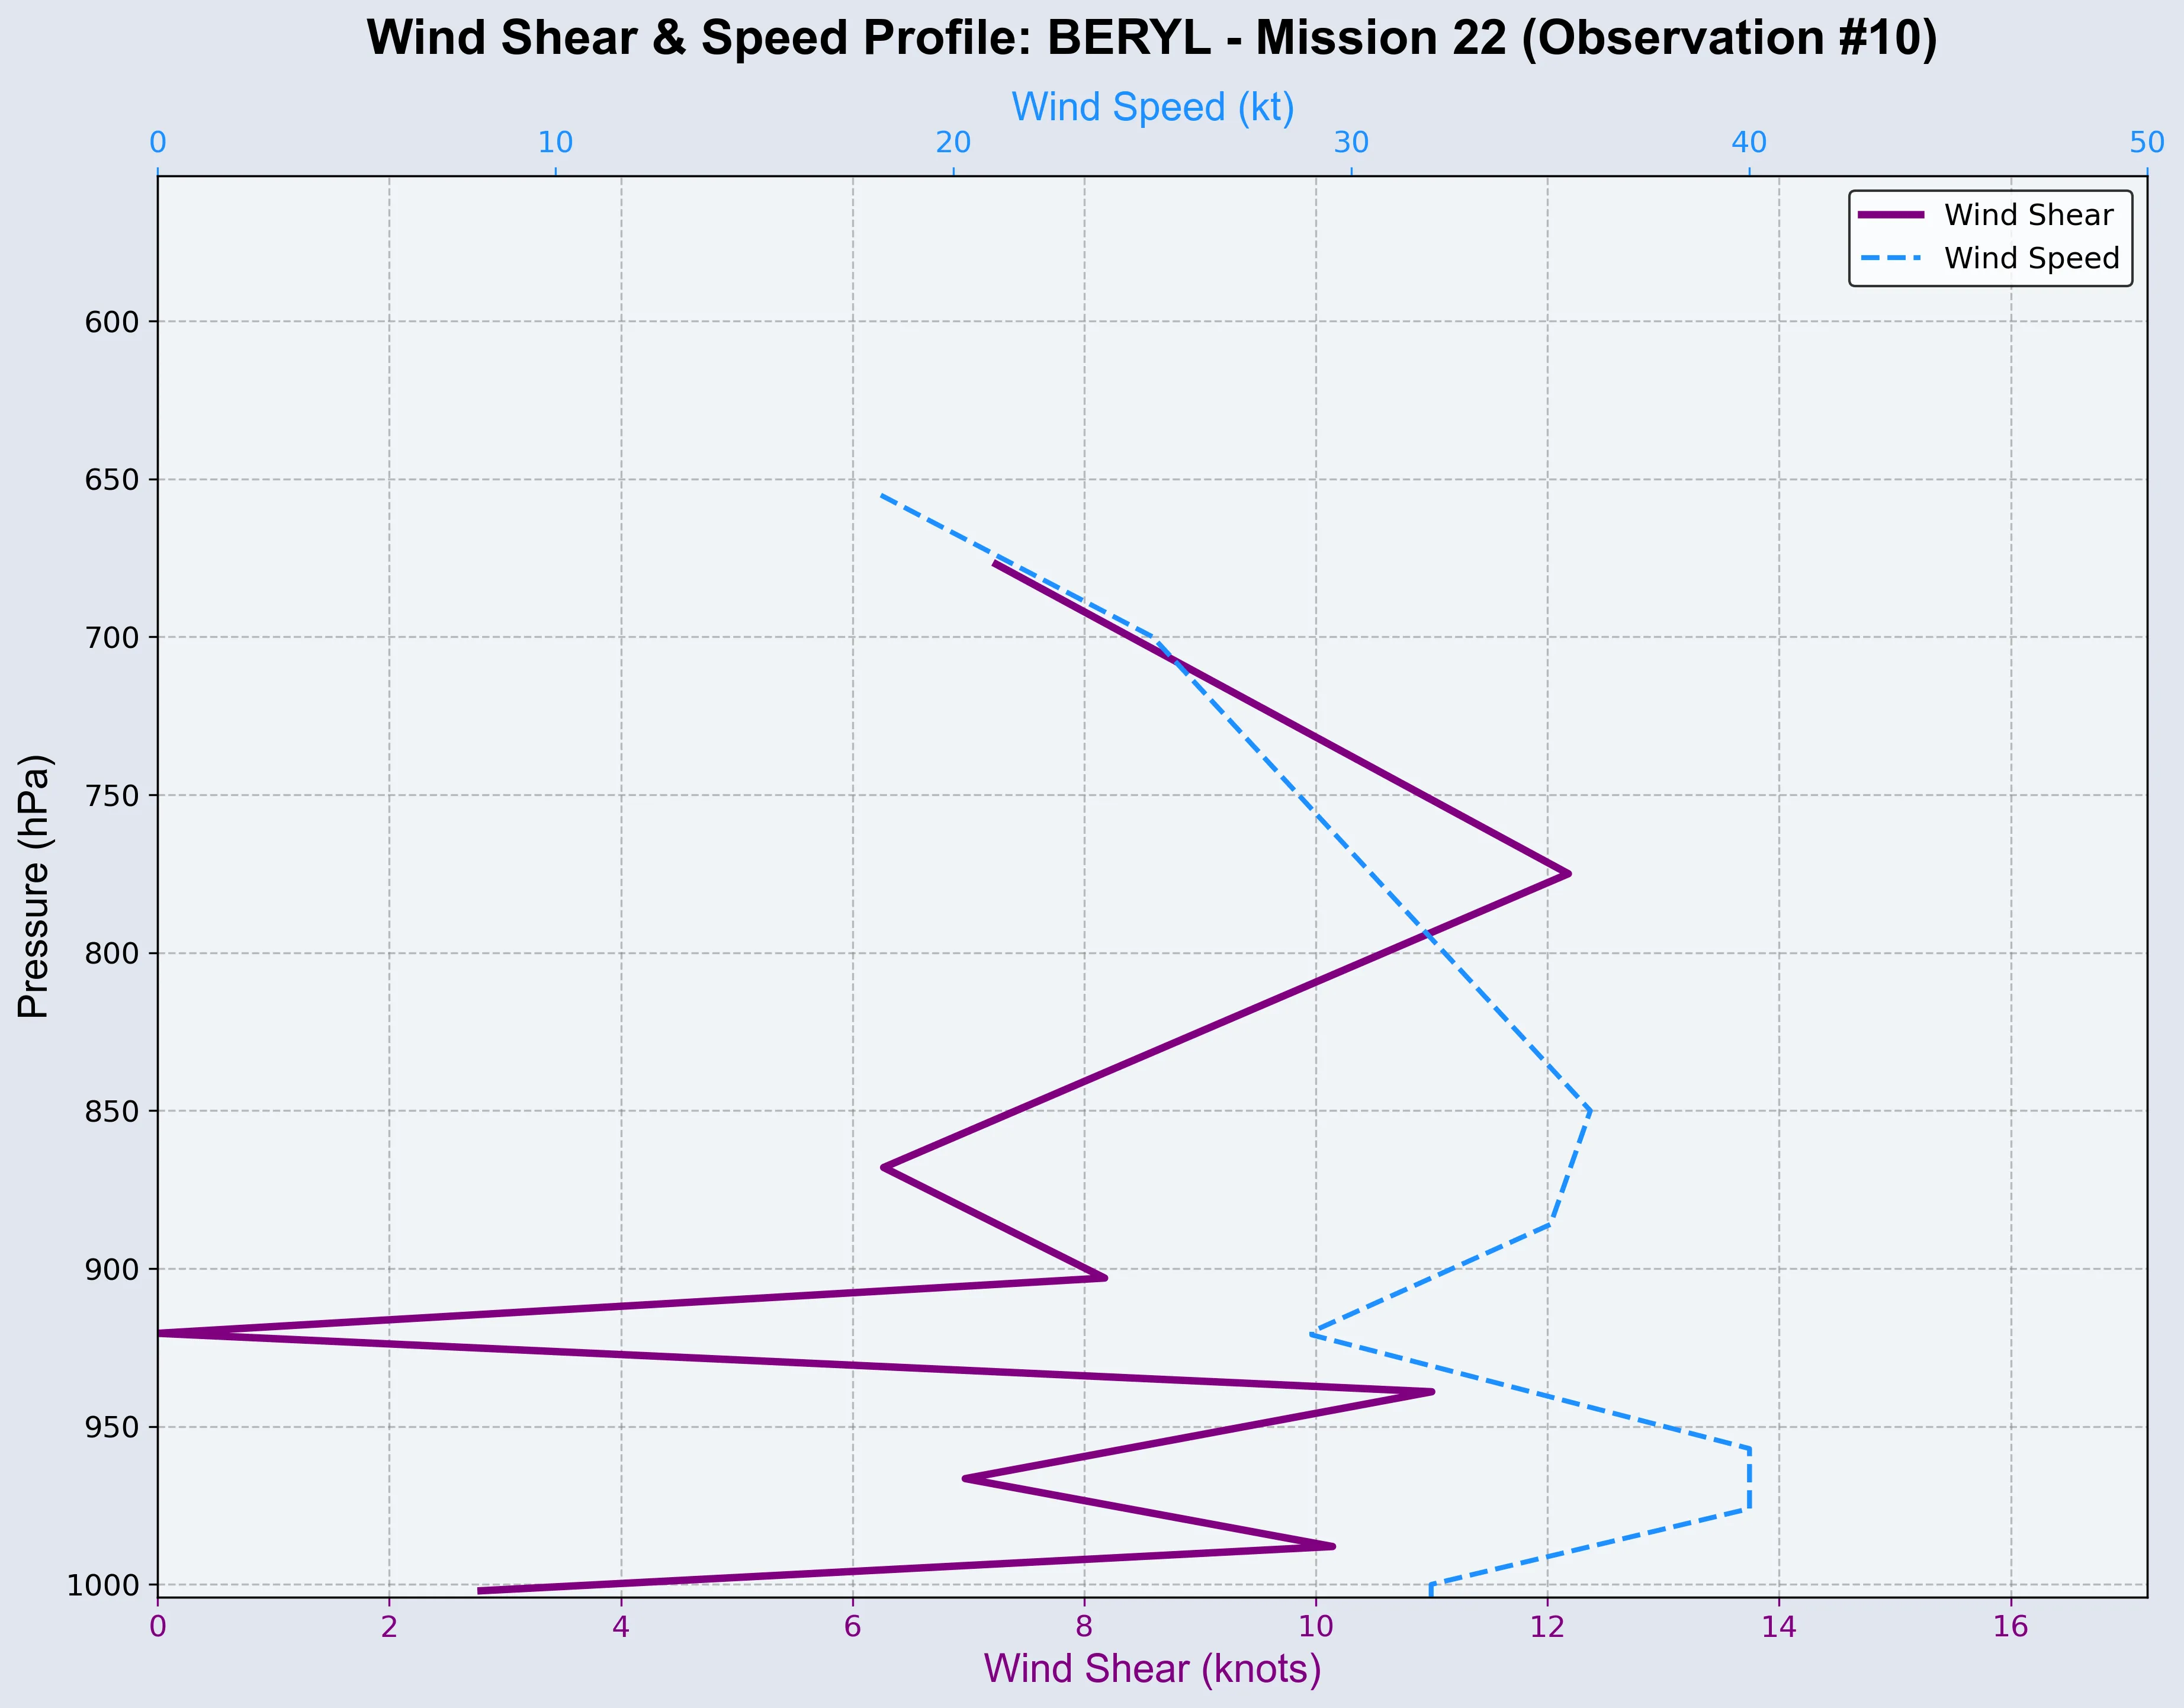 Wind Shear & Speed Profile: BERYL - Mission 22 (Observation #10)
Wind Speed (kt)
0 10 20 30 40 50
Wind Shear
Wind Speed
600
650
700
750
800
850
900
950
1000
Pressure (hPa)
0 2 4 6 8 10 12 14 16
Wind Shear (knots)